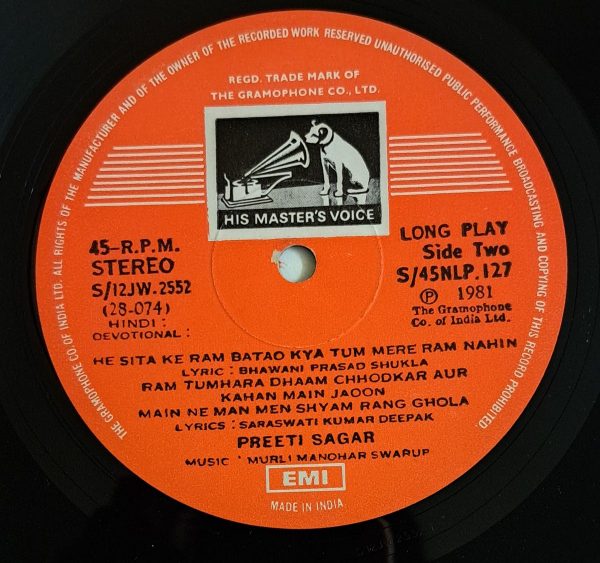 THE GRAMOPHONE CO. OF INDIA LTD. ALL RIGHTS OF THE MANUFACTURER AND OF THE OWNER OF THE RECORDED WORK RESERVED UNAUTHORISED PUBLIC PERFORMANCE BROADCASTING AND COPYING OF THIS RECORD PROHIBITED
REGD. TRADE MARK OF
THE GRAMOPHONE CO., LTD.
HIS MASTER'S VOICE
45-R.P.M.
STEREO
S/12JW.2552
(28-074)
HINDI :
DEVOTIONAL :
LONG PLAY
Side Two
S/45NLP.127
Ⓟ 1981
The Gramophone
Co. of India Ltd.
HE SITA KE RAM BATAO KYA TUM MERE RAM NAHIN
LYRIC : BHAWANI PRASAD SHUKLA
RAM TUMHARA DHAAM CHHODKAR AUR
KAHAN MAIN JAOON
MAIN NE MAN MEN SHYAM RANG GHOLA
LYRICS : SARASWATI KUMAR DEEPAK
PREETI SAGAR
MUSIC : MURLI MANOHAR SWARUP
EMI
MADE IN INDIA